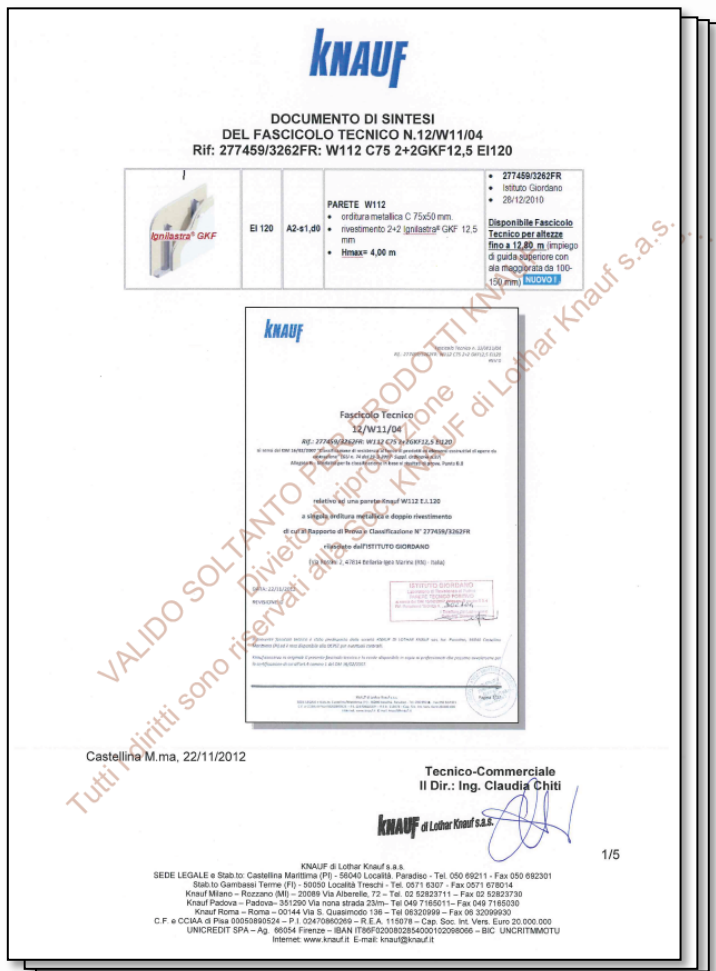 KNAUF
DOCUMENTO DI SINTESI
DEL FASCICOLO TECNICO N.12/W11/04
Rif: 277459/3262FR: W112 C75 2+2GKF12,5 EI120
Ignilastra® GKF
EI 120
A2-s1,d0
PARETE W112
• orditura metallica C 75x50 mm.
• rivestimento 2+2 Ignilastra® GKF 12,5
mm
• Hmax= 4,00 m
• 277459/3262FR
• Istituto Giordano
• 28/12/2010
Disponibile Fascicolo
Tecnico per altezze
fino a 12,80 m (impiego
di guida superiore con
ala maggiorata da 100-
150 mm) NUOVO !
KNAUF
Fascicolo Tecnico
12/W11/04
Rif.: 277459/3262FR: W112 C75 2+2GKF12,5 EI120
relativo ad una parete Knauf W112 E.I.120
a singola orditura metallica e doppio rivestimento
di cui al Rapporto di Prova e Classificazione N° 277459/3262FR
rilasciato dall'ISTITUTO GIORDANO
DATA: 22/11/2012
ISTITUTO GIORDANO
VALIDO SOLTANTO PER PRODOTTI KNAUF
Divieto di riproduzione
Tutti i diritti sono riservati alla Soc. KNAUF di Lothar Knauf s.a.s.
Castellina M.ma, 22/11/2012
Tecnico-Commerciale
Il Dir.: Ing. Claudia Chiti
KNAUF di Lothar Knauf s.a.s.
1/5
KNAUF di Lothar Knauf s.a.s.
SEDE LEGALE e Stab.to: Castellina Marittima (PI) - 56040 Località. Paradiso - Tel. 050 69211 - Fax 050 692301
Stab.to Gambassi Terme (FI) - 50050 Località Treschi - Tel. 0571 6307 - Fax 0571 678014
Knauf Milano – Rozzano (MI) – 20089 Via Alberelle, 72 – Tel. 02 52823711 – Fax 02 52823730
Knauf Padova – Padova– 351290 Via nona strada 23/m– Tel 049 7165011– Fax 049 7165030
Knauf Roma – Roma – 00144 Via S. Quasimodo 136 – Tel 06320999 – Fax 06 32099930
C.F. e CCIAA di Pisa 00050890524 – P.I. 02470860269 – R.E.A. 115078 – Cap. Soc. Int. Vers. Euro 20.000.000
UNICREDIT SPA – Ag. 66054 Firenze – IBAN IT86F0200802854000102098066 – BIC UNCRITMMOTU
Internet: www.knauf.it E-mail: knauf@knauf.it